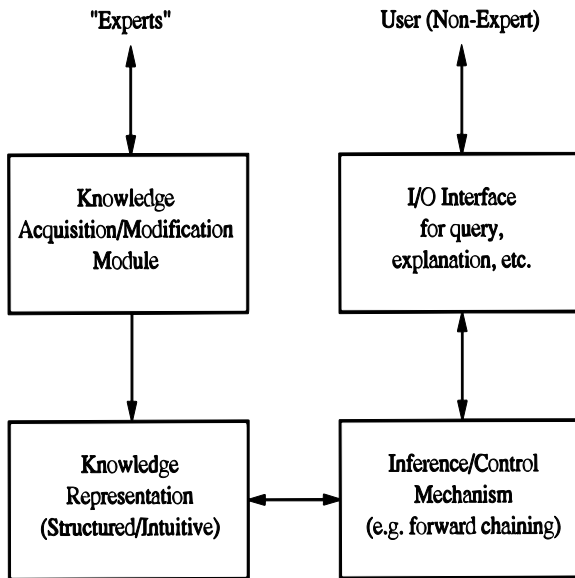 "Experts"
User (Non-Expert)
Knowledge
Acquisition/Modification
Module
I/O Interface
for query,
explanation, etc.
Knowledge
Representation
(Structured/Intuitive)
Inference/Control
Mechanism
(e.g. forward chaining)